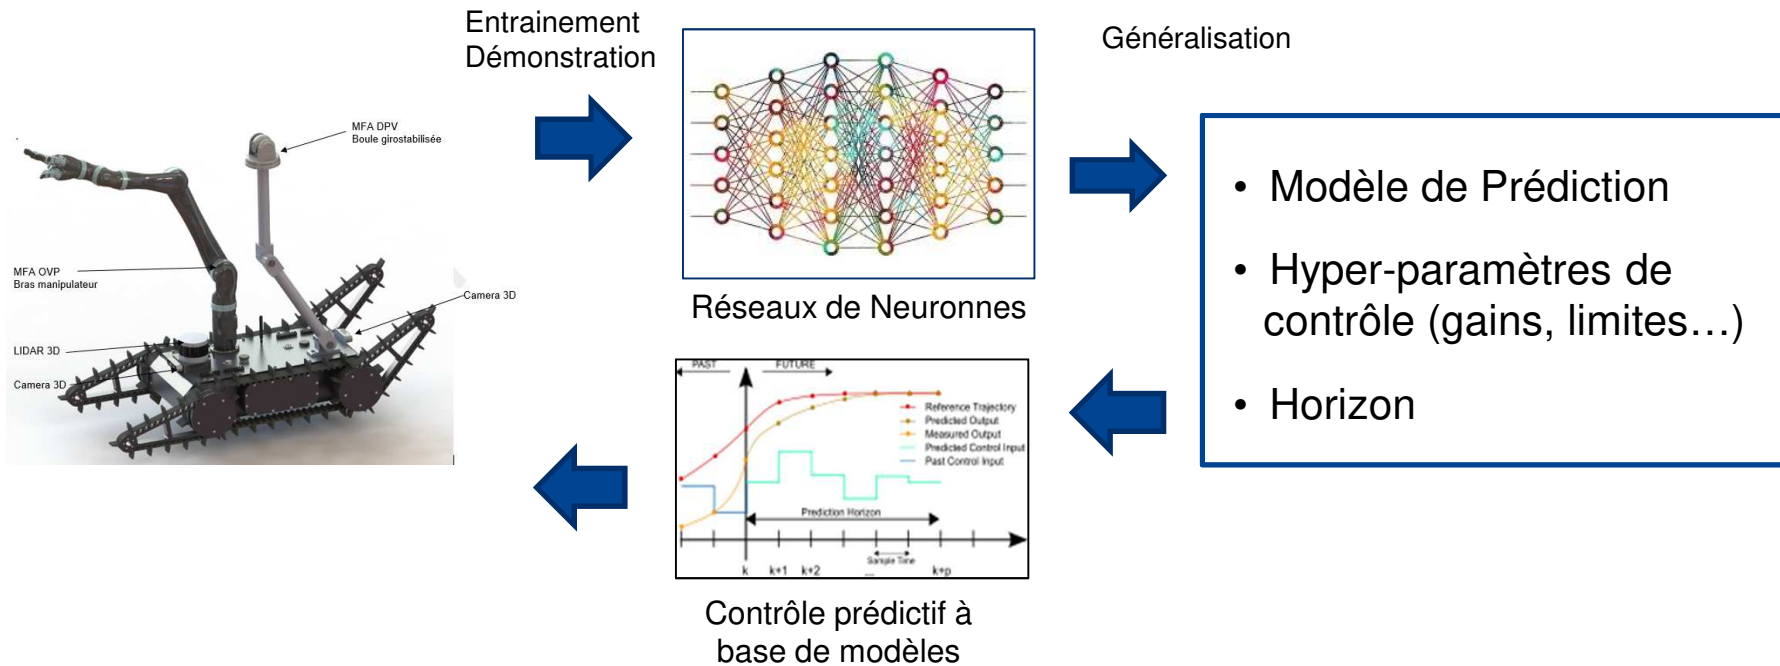 Entrainement
Démonstration
Généralisation
MFA DPV
Boule girostabilisée
MFA OVP
Bras manipulateur
Camera 3D
LIDAR 3D
Camera 3D
Réseaux de Neuronnes
• Modèle de Prédiction
• Hyper-paramètres de
contrôle (gains, limites…)
• Horizon
PAST
FUTURE
Reference Trajectory
Predicted Output
Measured Output
Predicted Control Input
Past Control Input
Prediction Horizon
Sample Time
k k+1 k+2 ... k+p
Contrôle prédictif à
base de modèles